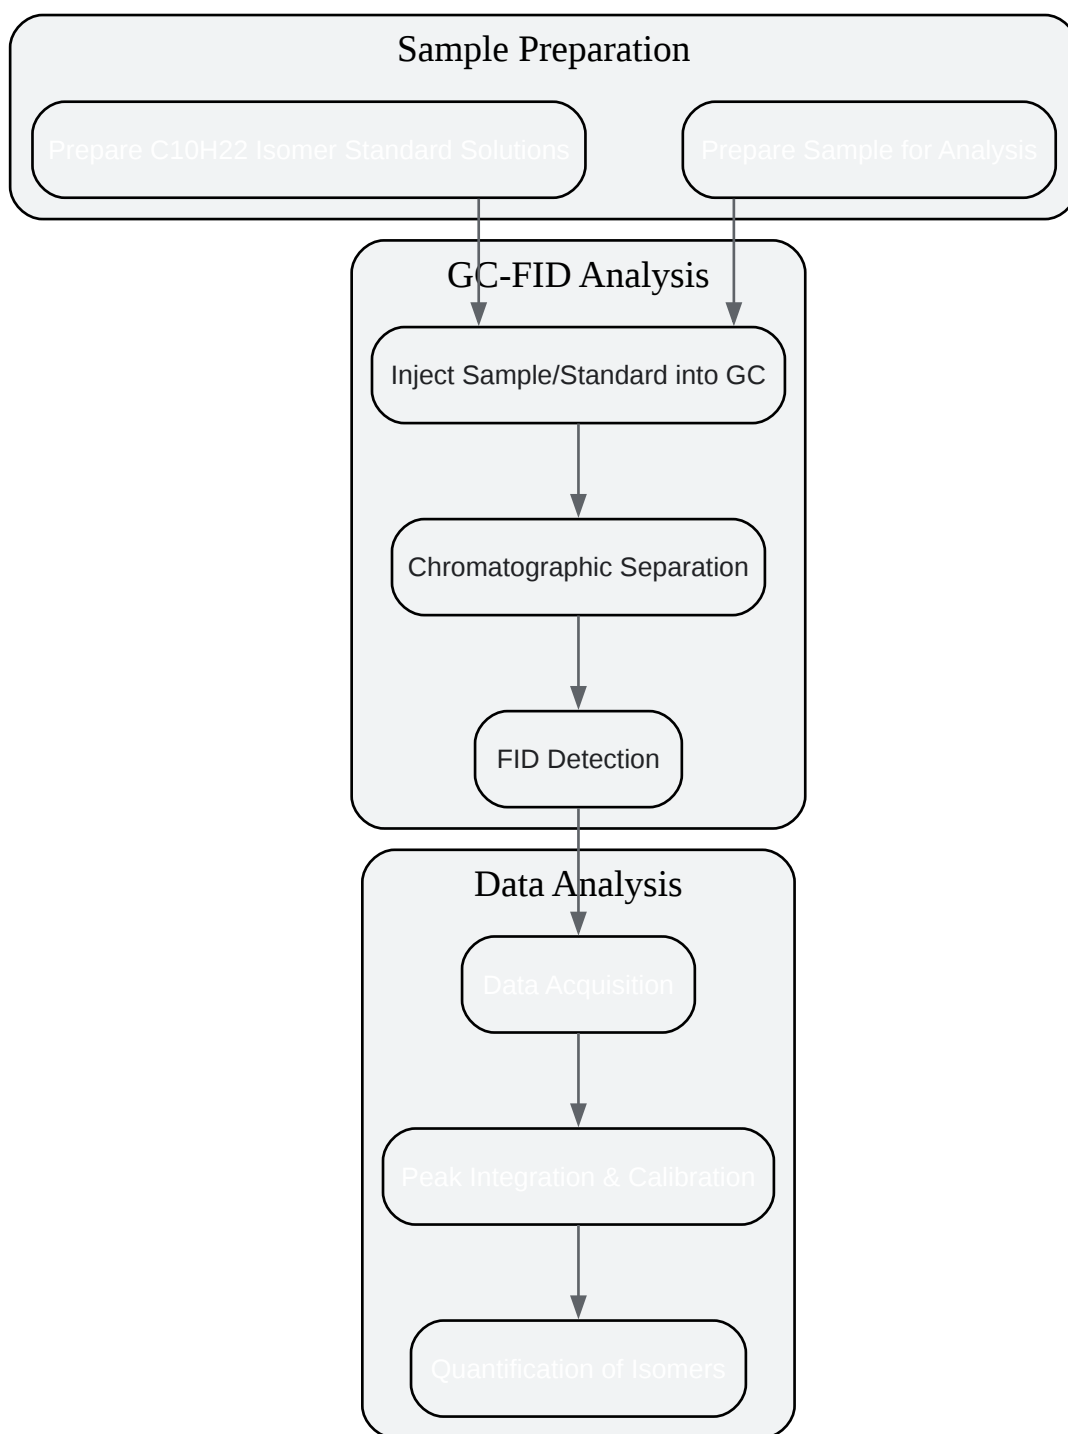 Sample Preparation
Prepare C10H22 Isomer Standard Solutions
Prepare Sample for Analysis
GC-FID Analysis
Inject Sample/Standard into GC
Chromatographic Separation
FID Detection
Data Analysis
Data Acquisition
Peak Integration & Calibration
Quantification of Isomers